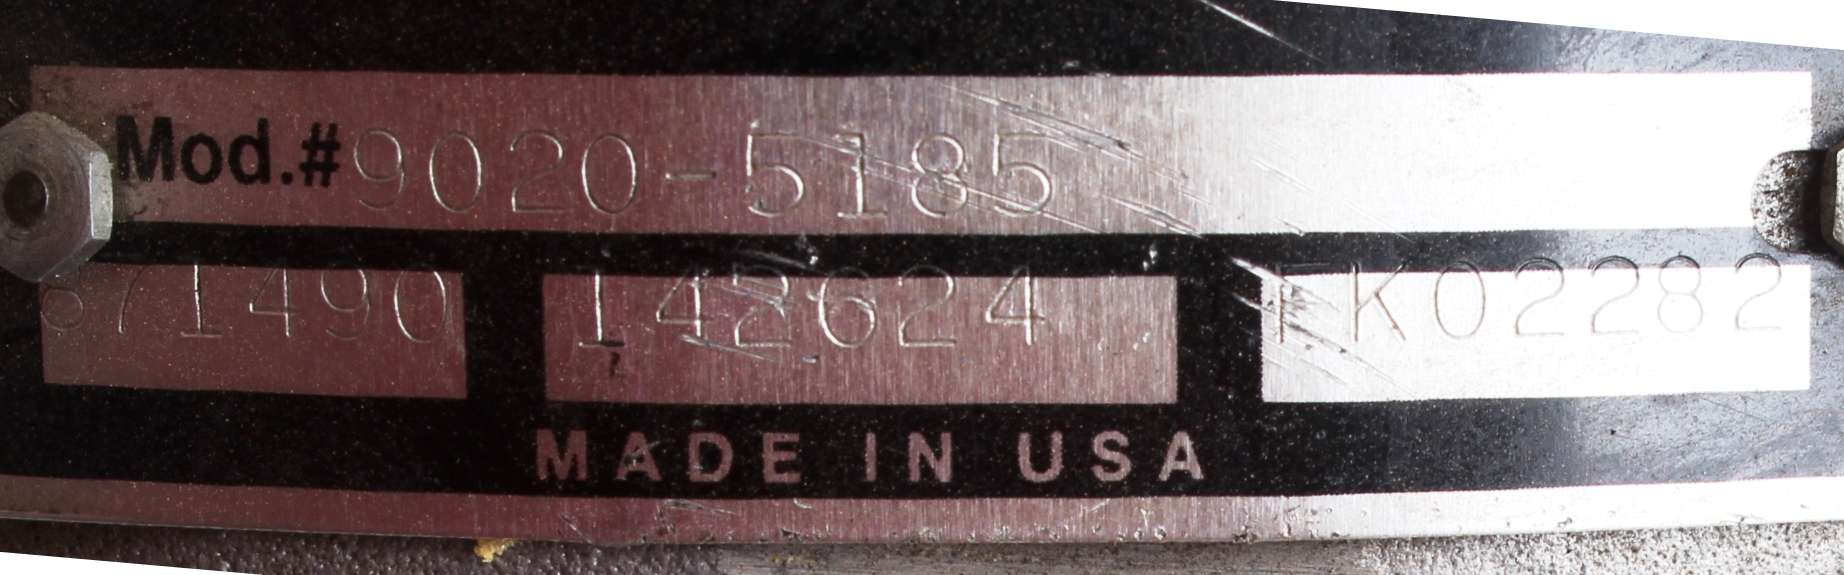 Mod.# 9020-5185
871490 142624 FK02282
MADE IN USA